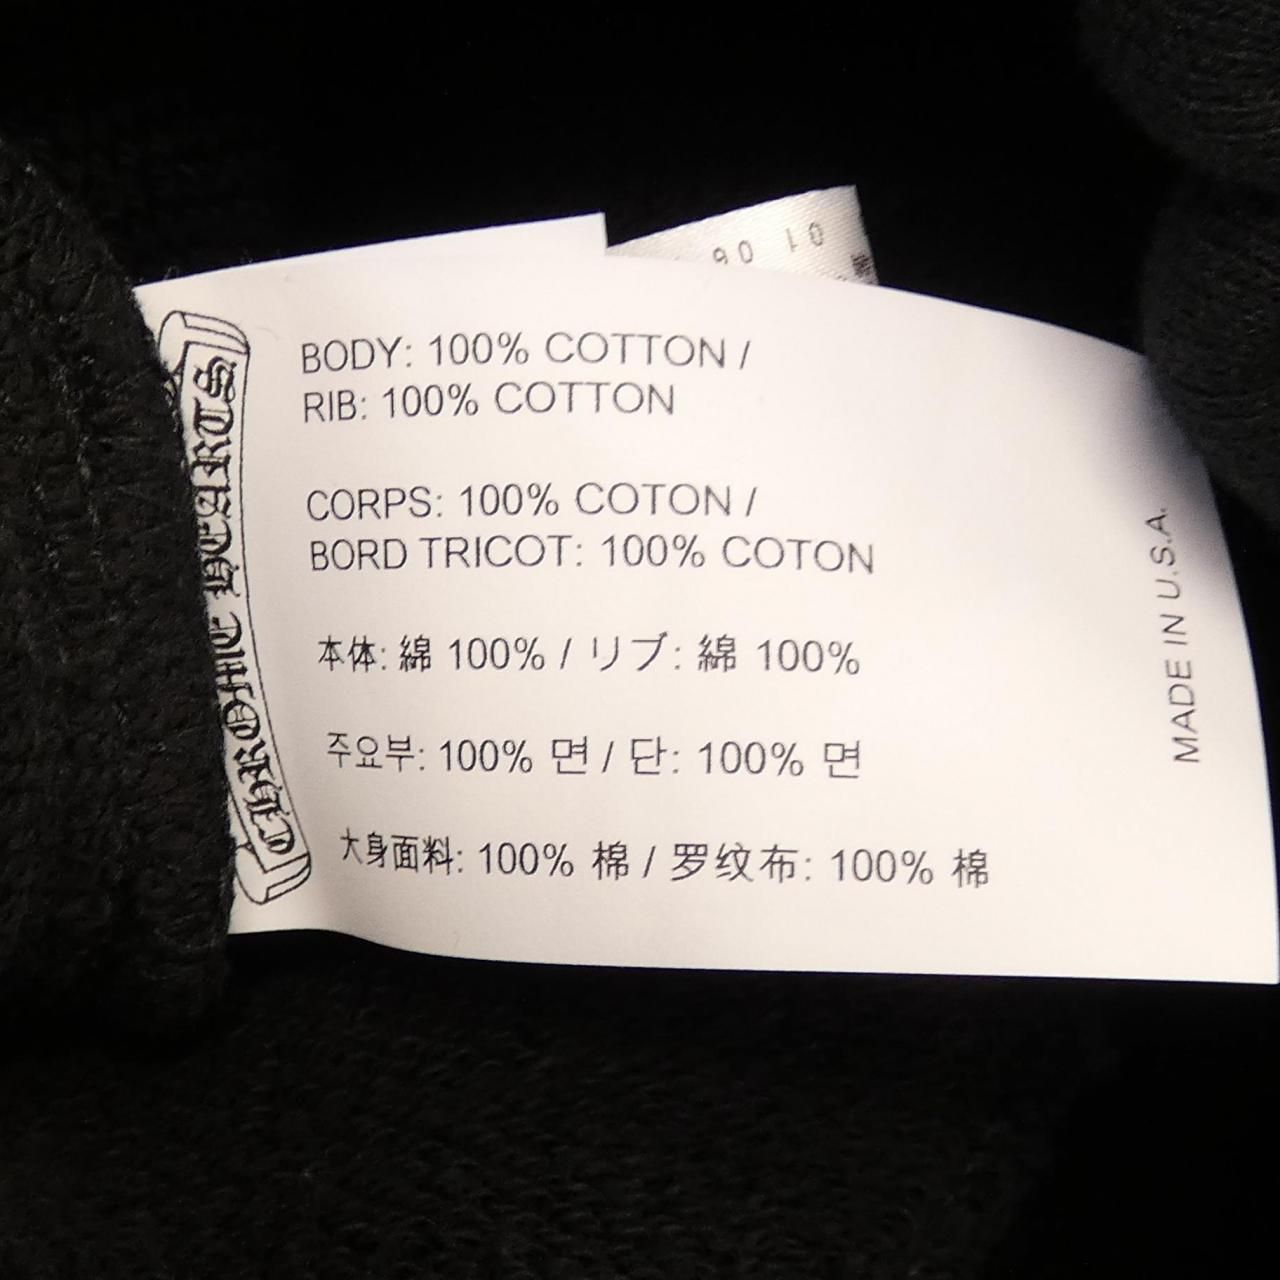 CHROME HEARTS
BODY: 100% COTTON /
RIB: 100% COTTON
CORPS: 100% COTON /
BORD TRICOT: 100% COTON
本体: 綿 100% / リブ: 綿 100%
주요부: 100% 면 / 단: 100% 면
大身面料: 100% 棉 / 罗纹布: 100% 棉
MADE IN U.S.A.